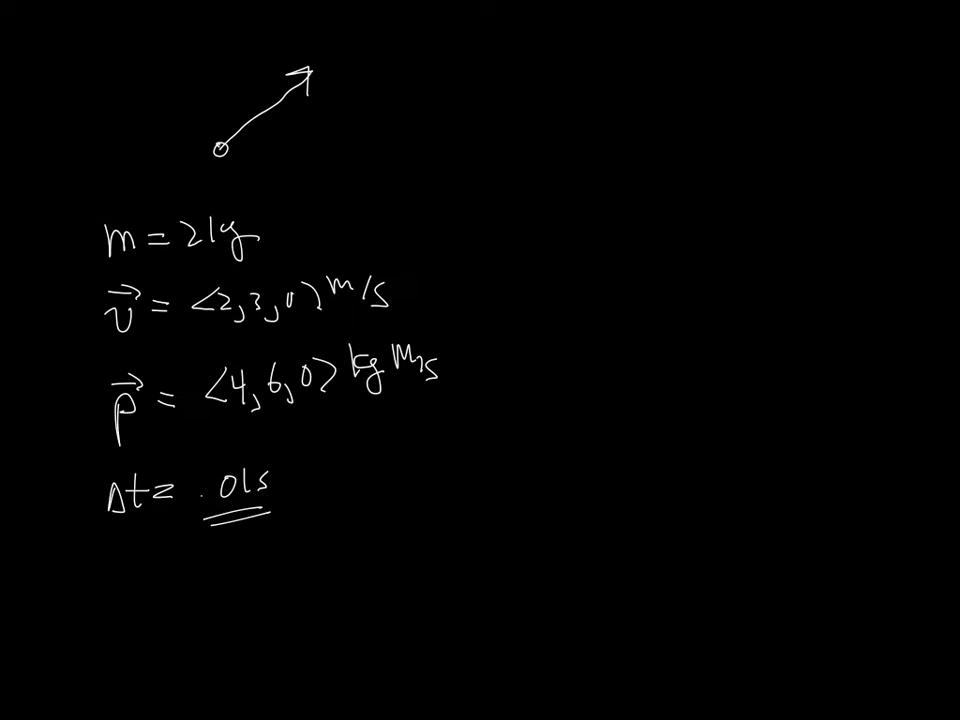 m = 2kg
v⃗ = <2,3,0> m/s
p⃗ = <4,6,0> kg m/s
Δt = .01s